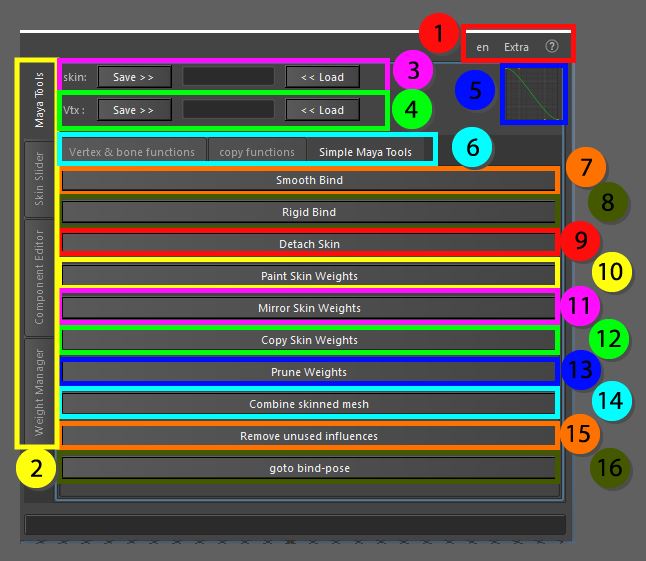 1
en Extra ?
skin: Save >> << Load
3
5
Vtx : Save >> << Load
4
Vertex & bone functions copy functions Simple Maya Tools
6
Smooth Bind
7
Rigid Bind
8
Detach Skin
9
Paint Skin Weights
10
Mirror Skin Weights
11
Copy Skin Weights
12
Prune Weights
13
Combine skinned mesh
14
Remove unused influences
15
goto bind-pose
16
Maya Tools
Skin Slider
Component Editor
Weight Manager
2